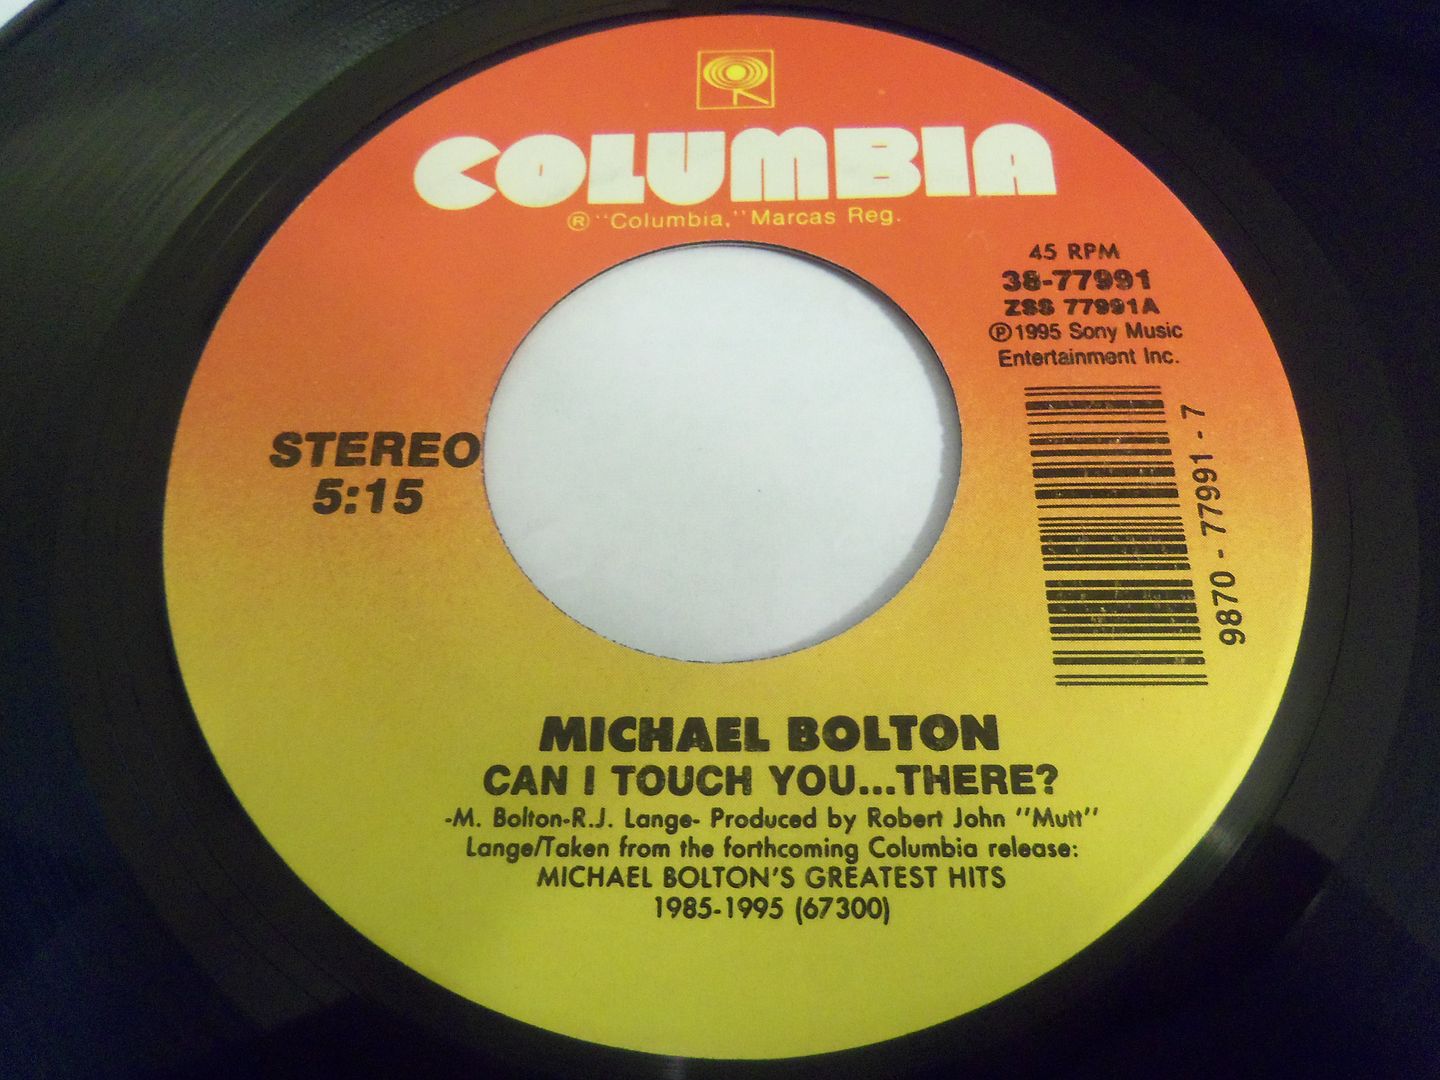 COLUMBIA
® "Columbia," Marcas Reg.
45 RPM
38-77991
ZSS 77991A
℗1995 Sony Music
Entertainment Inc.
STEREO
5:15
9870-77991-7
MICHAEL BOLTON
CAN I TOUCH YOU...THERE?
-M. Bolton-R.J. Lange- Produced by Robert John "Mutt"
Lange/Taken from the forthcoming Columbia release:
MICHAEL BOLTON'S GREATEST HITS
1985-1995 (67300)